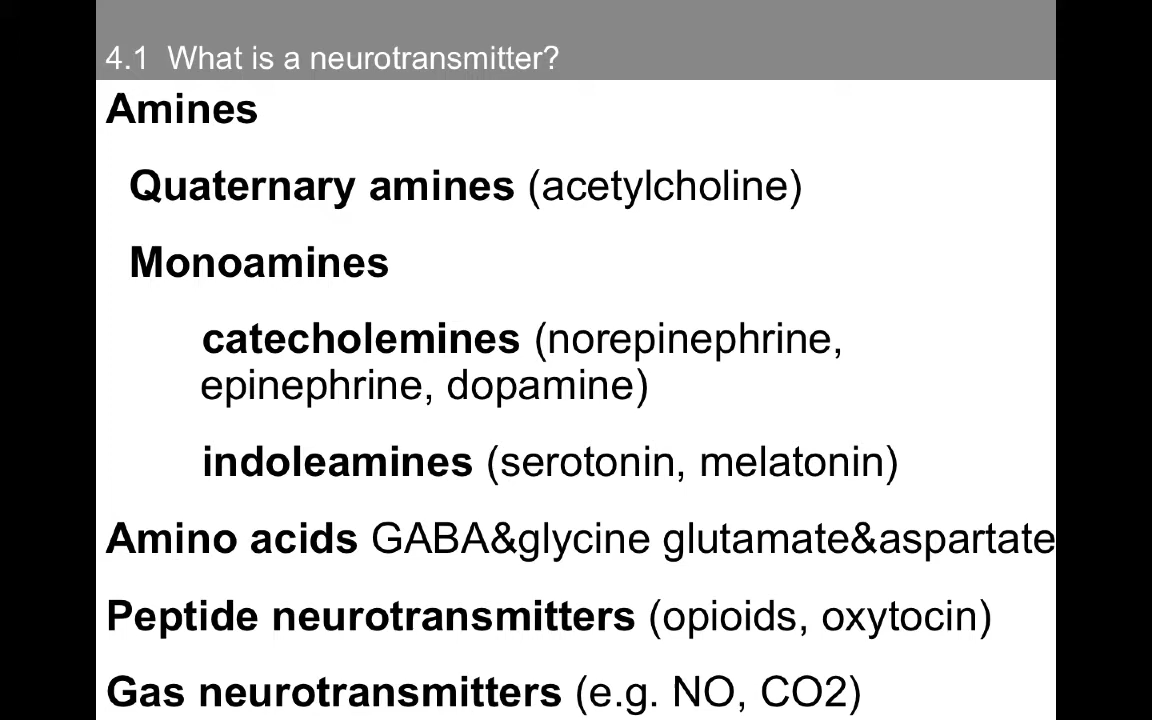 4.1 What is a neurotransmitter?
Amines
Quaternary amines (acetylcholine)
Monoamines
catecholemines (norepinephrine,
epinephrine, dopamine)
indoleamines (serotonin, melatonin)
Amino acids GABA&glycine glutamate&aspartate
Peptide neurotransmitters (opioids, oxytocin)
Gas neurotransmitters (e.g. NO, CO2)